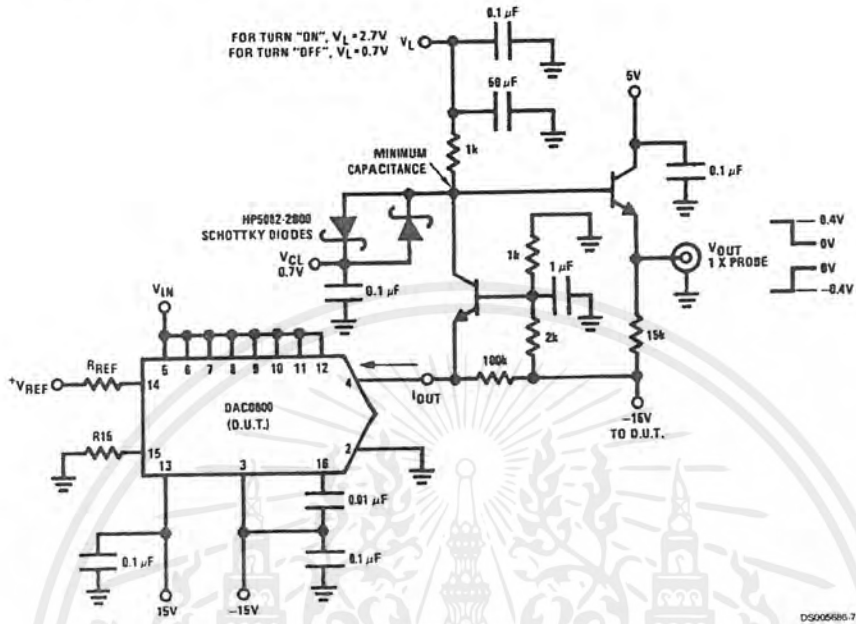 FOR TURN "ON", VL = 2.7V
FOR TURN "OFF", VL = 0.7V
VL
0.1 µF
50 µF
5V
1k
MINIMUM
CAPACITANCE
0.1 µF
HP5082-2800
SCHOTTKY DIODES
VCL
0.7V
0.1 µF
1k
1 µF
2k
VOUT
1 X PROBE
0.4V
0V
0V
-0.4V
15k
VIN
5
6
7
8
9
10
11
12
+VREF
RREF
14
4
IOUT
100k
-15V
TO D.U.T.
DAC0800
(D.U.T.)
R15
15
2
13
3
16
0.01 µF
0.1 µF
0.1 µF
15V
-15V
DS005686-7